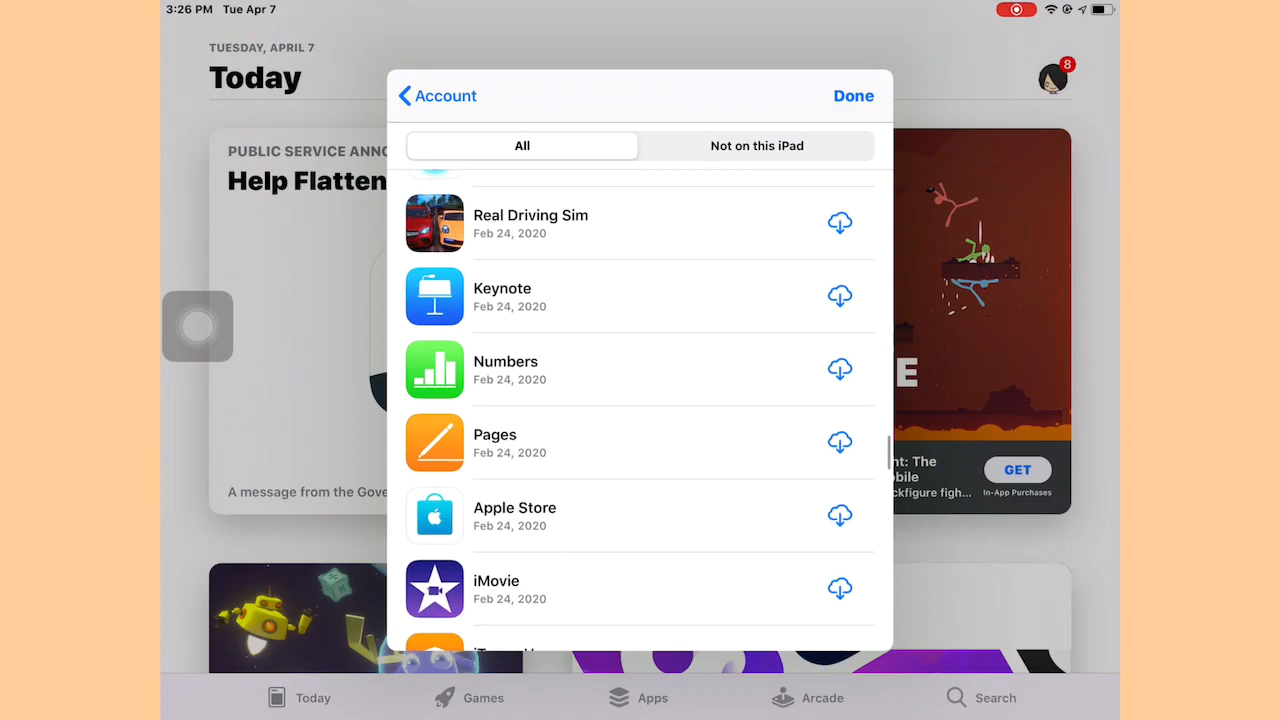 3:26 PM Tue Apr 7
TUESDAY, APRIL 7
Today
8
Account
Done
All
Not on this iPad
PUBLIC SERVICE ANNO
Help Flatten
A message from the Gove
Real Driving Sim
Feb 24, 2020
Keynote
Feb 24, 2020
Numbers
Feb 24, 2020
Pages
Feb 24, 2020
Apple Store
Feb 24, 2020
iMovie
Feb 24, 2020
E
nt: The
bile
ckfigure figh...
GET
In-App Purchases
Today
Games
Apps
Arcade
Search